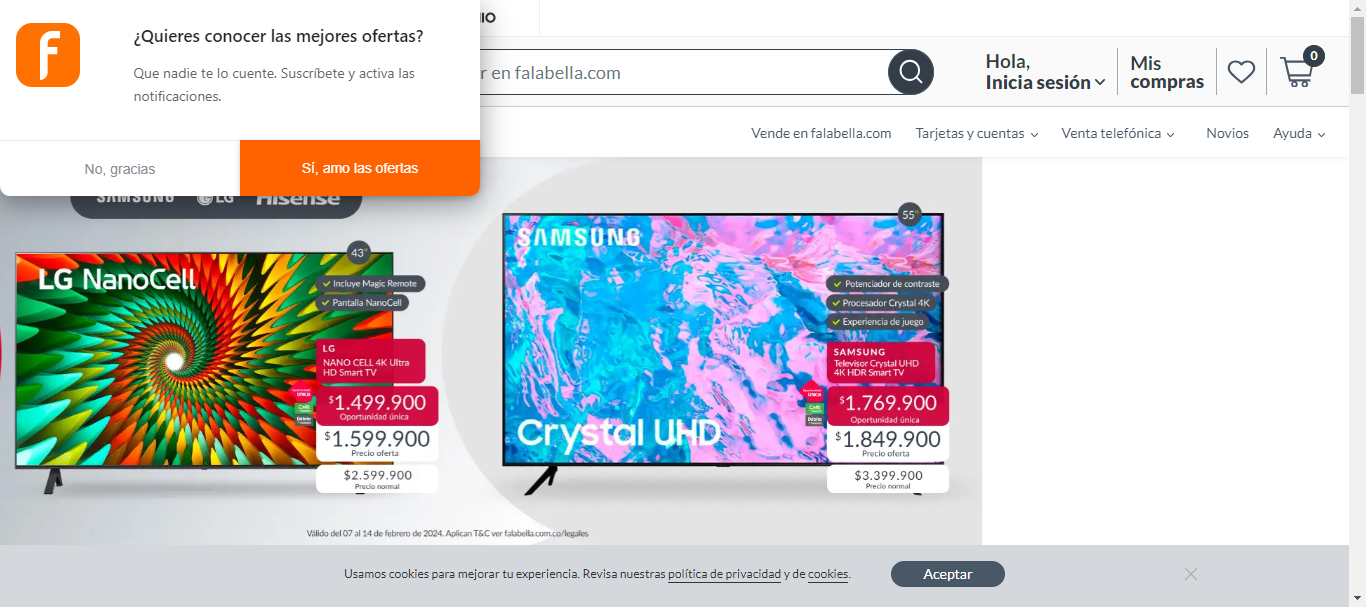 IO
f
¿Quieres conocer las mejores ofertas?
Que nadie te lo cuente. Suscríbete y activa las
notificaciones.
No, gracias
Sí, amo las ofertas
r en falabella.com
Hola,
Inicia sesión
Mis
compras
0
Vende en falabella.com
Tarjetas y cuentas
Venta telefónica
Novios
Ayuda
SAMSUNG LG Hisense
43"
LG NanoCell
Incluye Magic Remote
Pantalla NanoCell
LG
NANO CELL 4K Ultra
HD Smart TV
$1.499.900
Oportunidad única
$1.599.900
Precio oferta
$2.599.900
Precio normal
55"
SAMSUNG
Potenciador de contraste
Procesador Crystal 4K
Experiencia de juego
SAMSUNG
Televisor Crystal UHD
4K HDR Smart TV
$1.769.900
Oportunidad única
$1.849.900
Precio oferta
$3.399.900
Precio normal
Crystal UHD
Válido del 07 al 14 de febrero de 2024. Aplican T&C ver falabella.com.co/legales
Usamos cookies para mejorar tu experiencia. Revisa nuestras política de privacidad y de cookies.
Aceptar